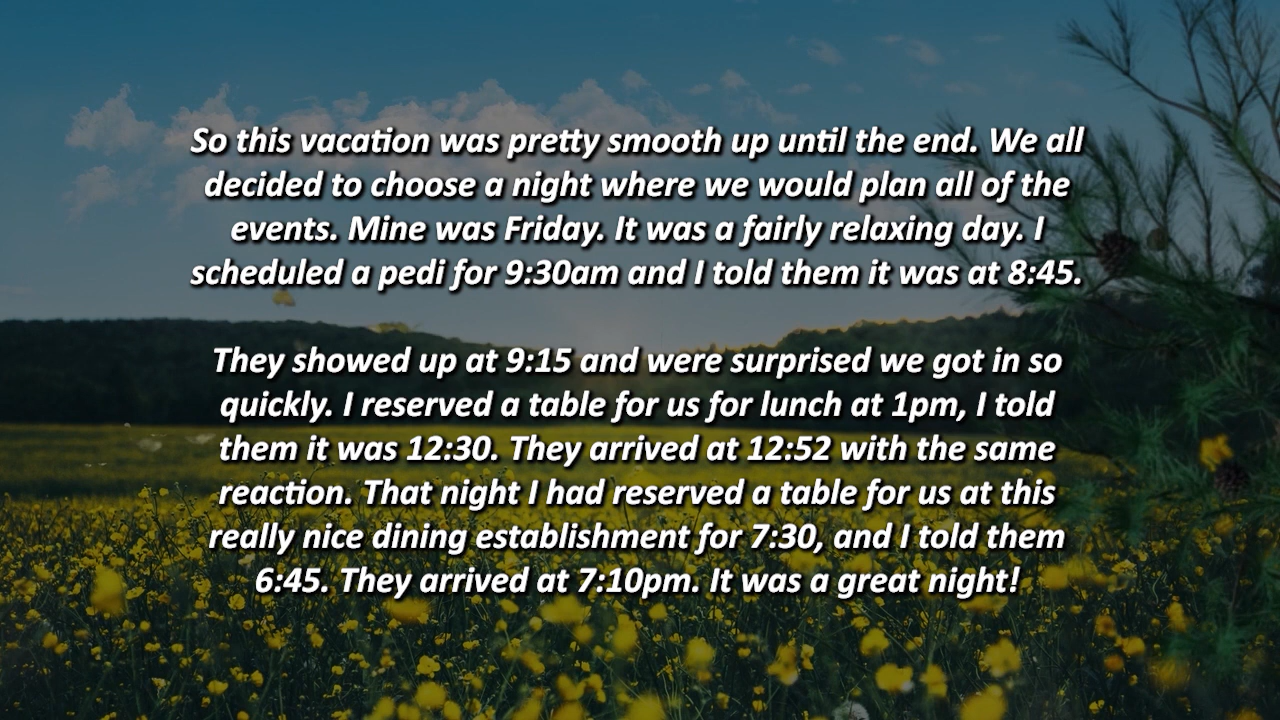 So this vacation was pretty smooth up until the end. We all
decided to choose a night where we would plan all of the
events. Mine was Friday. It was a fairly relaxing day. I
scheduled a pedi for 9:30am and I told them it was at 8:45.
They showed up at 9:15 and were surprised we got in so
quickly. I reserved a table for us for lunch at 1pm, I told
them it was 12:30. They arrived at 12:52 with the same
reaction. That night I had reserved a table for us at this
really nice dining establishment for 7:30, and I told them
6:45. They arrived at 7:10pm. It was a great night!